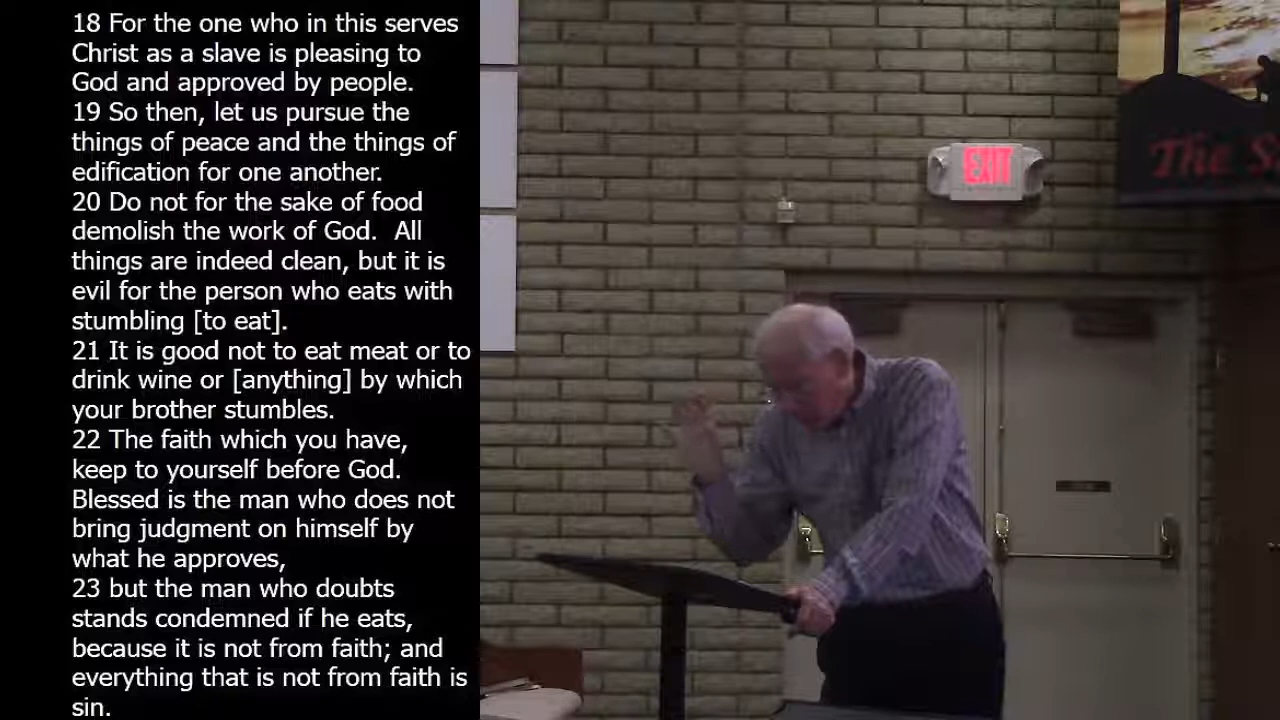 18 For the one who in this serves
Christ as a slave is pleasing to
God and approved by people.
19 So then, let us pursue the
things of peace and the things of
edification for one another.
20 Do not for the sake of food
demolish the work of God.  All
things are indeed clean, but it is
evil for the person who eats with
stumbling [to eat].
21 It is good not to eat meat or to
drink wine or [anything] by which
your brother stumbles.
22 The faith which you have,
keep to yourself before God.
Blessed is the man who does not
bring judgment on himself by
what he approves,
23 but the man who doubts
stands condemned if he eats,
because it is not from faith; and
everything that is not from faith is
sin.
EXIT
The